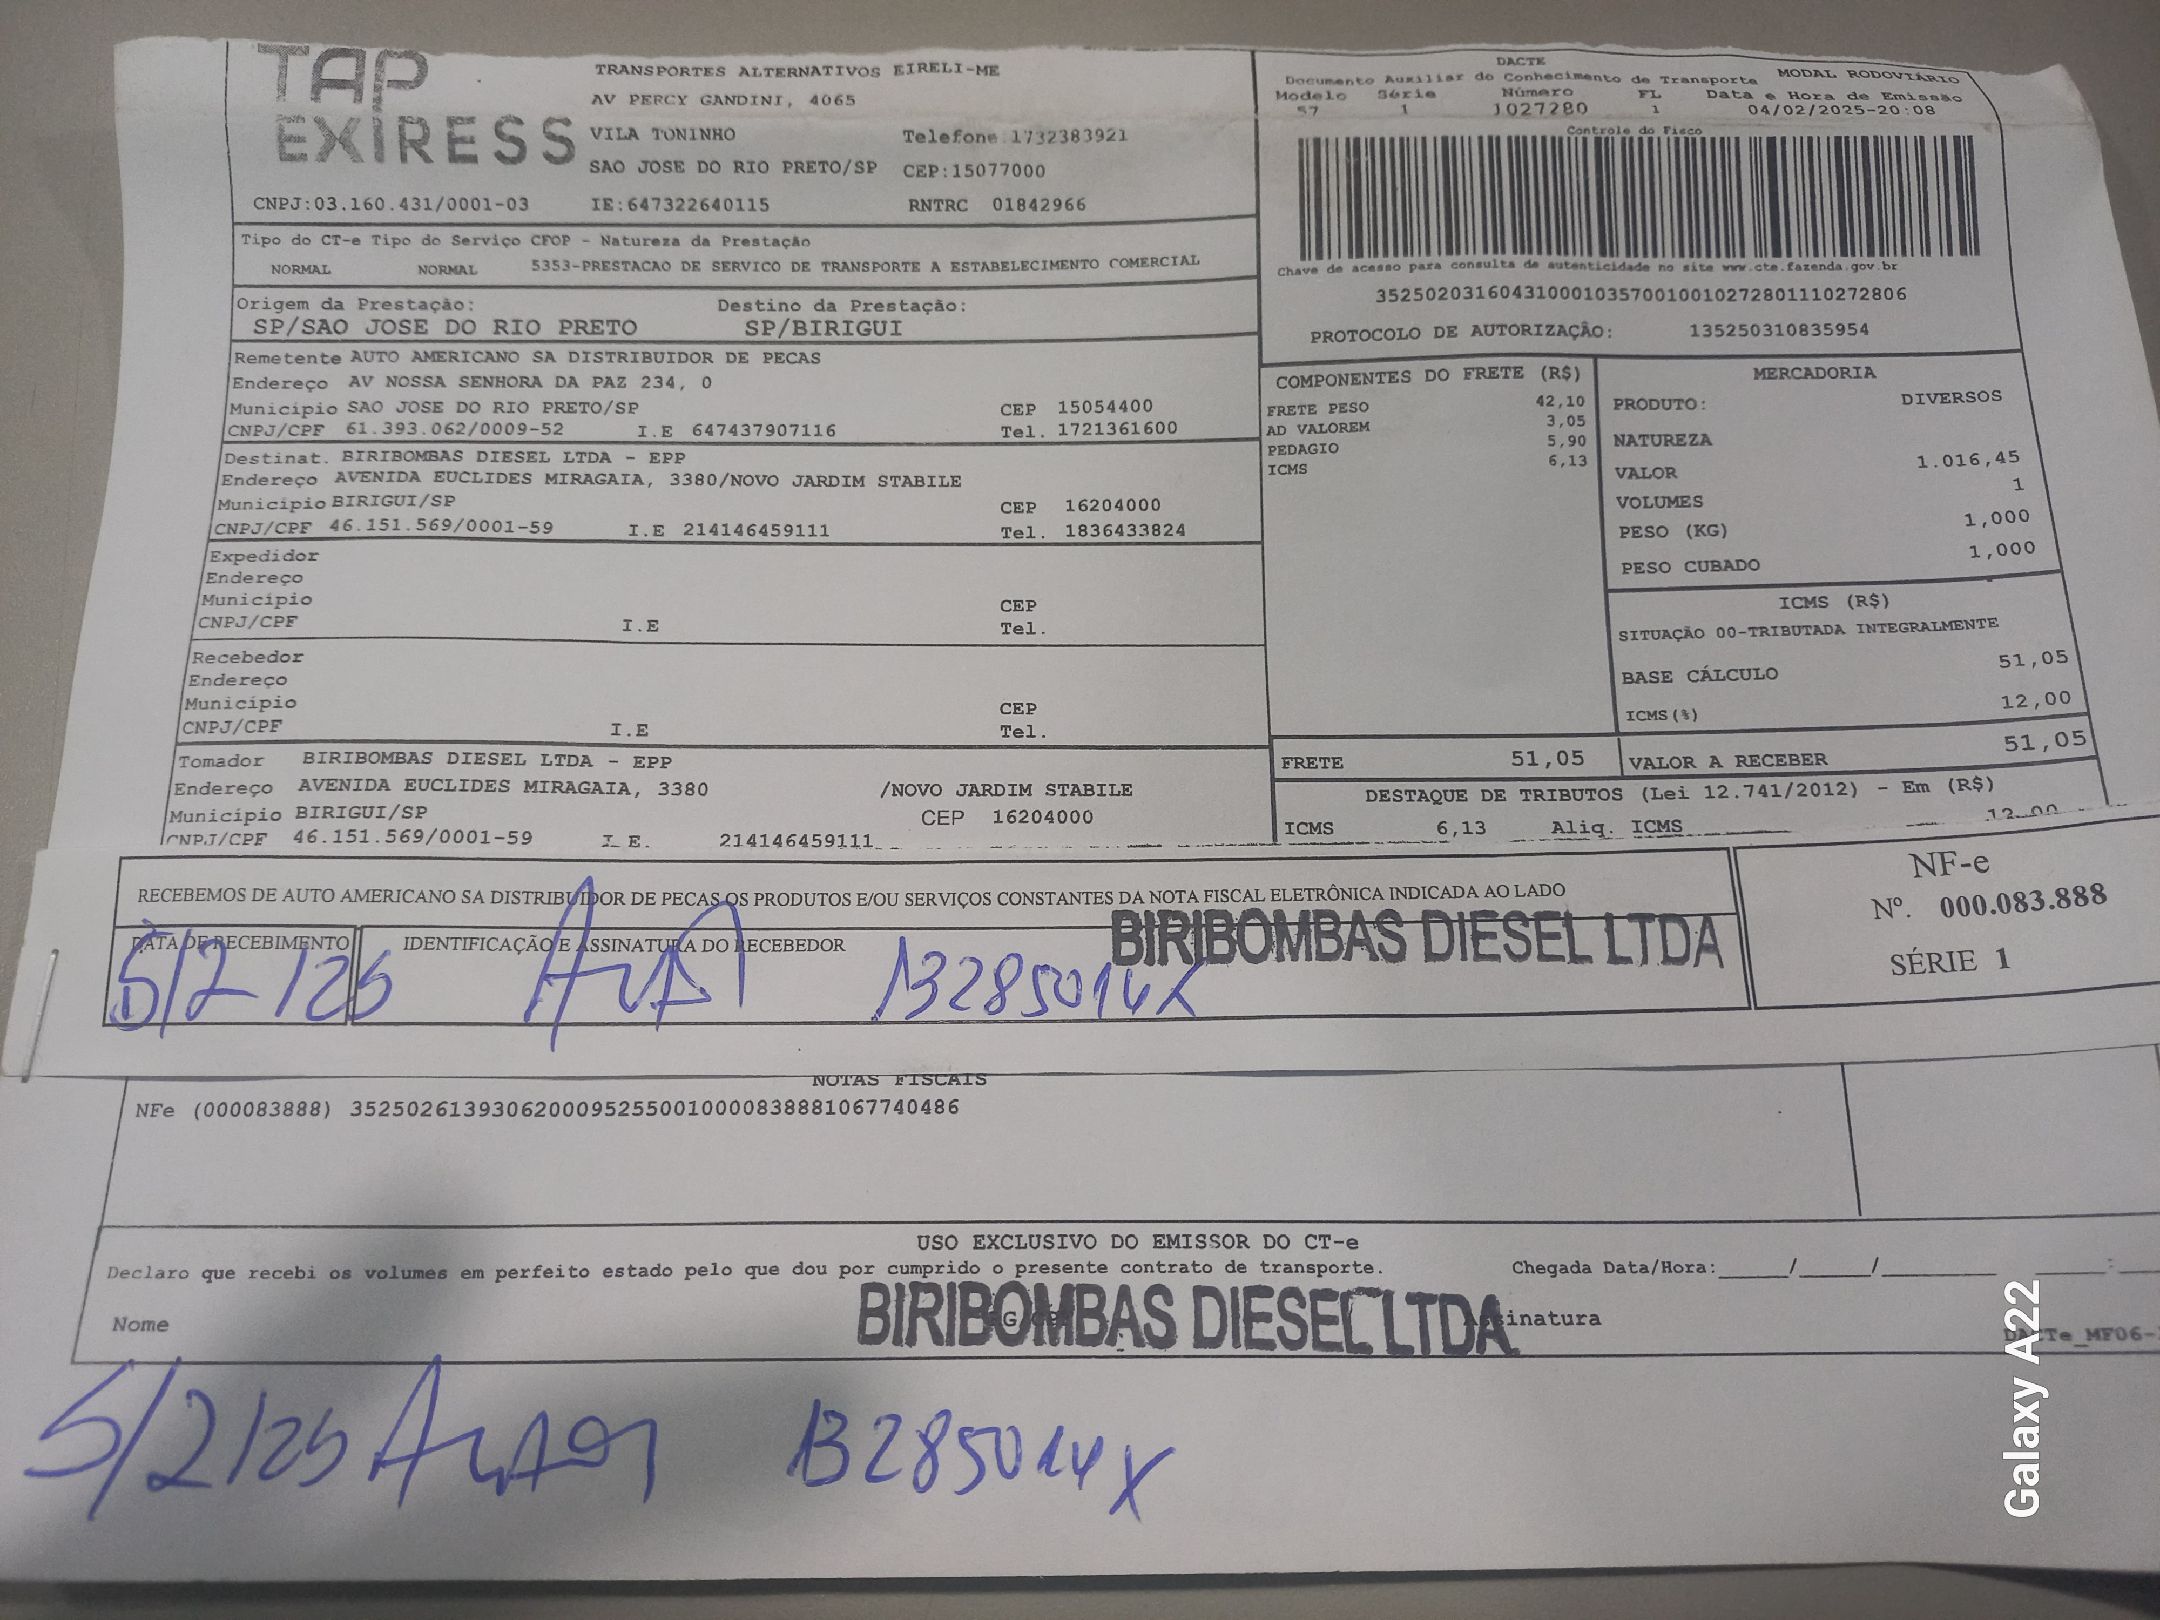 TAP
EXIRESS
TRANSPORTES ALTERNATIVOS EIRELI-ME
AV PERCY GANDINI, 4065
VILA TONINHO Telefone:1732383921
SAO JOSE DO RIO PRETO/SP CEP:15077000
CNPJ:03.160.431/0001-03 IE:647322640115 RNTRC 01842966
DACTE
Documento Auxiliar do Conhecimento de Transporte MODAL RODOVIÁRIO
Modelo Série Número FL Data e Hora de Emissão
57 1 1027280 1 04/02/2025-20:08
Controle do Fisco
Chave de acesso para consulta de autenticidade no site www.cte.fazenda.gov.br
35250203160431000103570010010272801110272806
PROTOCOLO DE AUTORIZAÇÃO: 135250310835954
Tipo do CT-e Tipo do Serviço CFOP - Natureza da Prestação
NORMAL NORMAL 5353-PRESTACAO DE SERVICO DE TRANSPORTE A ESTABELECIMENTO COMERCIAL
Origem da Prestação: Destino da Prestação:
SP/SAO JOSE DO RIO PRETO SP/BIRIGUI
Remetente AUTO AMERICANO SA DISTRIBUIDOR DE PECAS
Endereço AV NOSSA SENHORA DA PAZ 234, 0
Município SAO JOSE DO RIO PRETO/SP CEP 15054400
CNPJ/CPF 61.393.062/0009-52 I.E 647437907116 Tel. 1721361600
Destinat. BIRIBOMBAS DIESEL LTDA - EPP
Endereço AVENIDA EUCLIDES MIRAGAIA, 3380/NOVO JARDIM STABILE
Município BIRIGUI/SP CEP 16204000
CNPJ/CPF 46.151.569/0001-59 I.E 214146459111 Tel. 1836433824
Expedidor
Endereço
Município CEP
CNPJ/CPF I.E Tel.
Recebedor
Endereço
Município CEP
CNPJ/CPF I.E Tel.
Tomador BIRIBOMBAS DIESEL LTDA - EPP
Endereço AVENIDA EUCLIDES MIRAGAIA, 3380 /NOVO JARDIM STABILE
Município BIRIGUI/SP CEP 16204000
CNPJ/CPF 46.151.569/0001-59 I.E. 214146459111
COMPONENTES DO FRETE (R$)
FRETE PESO 42,10
AD VALOREM 3,05
PEDAGIO 5,90
ICMS 6,13
MERCADORIA
PRODUTO: DIVERSOS
NATUREZA
VALOR 1.016,45
VOLUMES 1
PESO (KG) 1,000
PESO CUBADO 1,000
ICMS (R$)
SITUAÇÃO 00-TRIBUTADA INTEGRALMENTE
BASE CÁLCULO 51,05
ICMS(%) 12,00
FRETE 51,05 VALOR A RECEBER 51,05
DESTAQUE DE TRIBUTOS (Lei 12.741/2012) - Em (R$)
ICMS 6,13 Aliq. ICMS 12,00
RECEBEMOS DE AUTO AMERICANO SA DISTRIBUIDOR DE PECAS OS PRODUTOS E/OU SERVIÇOS CONSTANTES DA NOTA FISCAL ELETRÔNICA INDICADA AO LADO
DATA DE RECEBIMENTO IDENTIFICAÇÃO E ASSINATURA DO RECEBEDOR
BIRIBOMBAS DIESEL LTDA
5/2/25 13285014X
NF-e
Nº. 000.083.888
SÉRIE 1
NOTAS FISCAIS
NFe (000083888) 35250261393062000952550010000838881067740486
USO EXCLUSIVO DO EMISSOR DO CT-e
Declaro que recebi os volumes em perfeito estado pelo que dou por cumprido o presente contrato de transporte. Chegada Data/Hora:
Nome Assinatura
BIRIBOMBAS DIESEL LTDA
DACTe_MF06-
5/2/25 13285014X
Galaxy A22